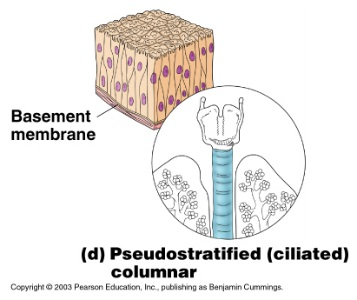 Basement
membrane
(d) Pseudostratified (ciliated)
columnar
Copyright © 2003 Pearson Education, Inc., publishing as Benjamin Cummings.